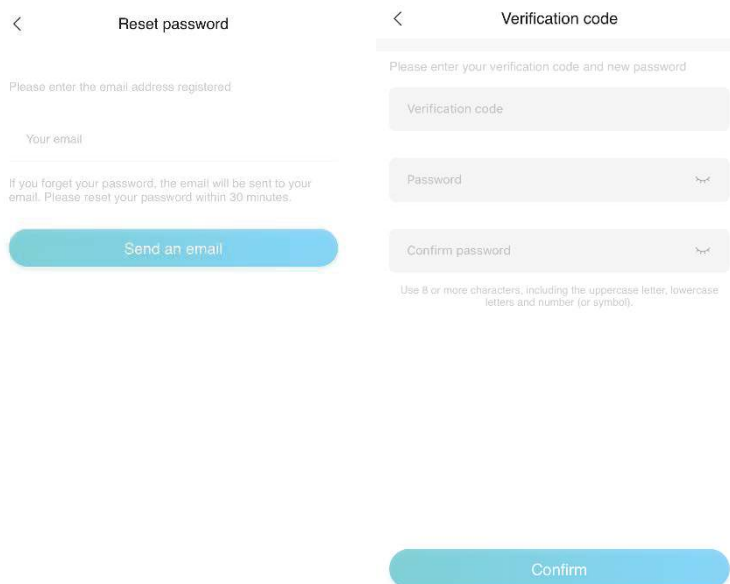 Reset password
Please enter the email address registered
Your email
If you forget your password, the email will be sent to your
email. Please reset your password within 30 minutes.
Send an email
Verification code
Please enter your verification code and new password
Verification code
Password
Confirm password
Use 8 or more characters, including the uppercase letter, lowercase
letters and number (or symbol).
Confirm